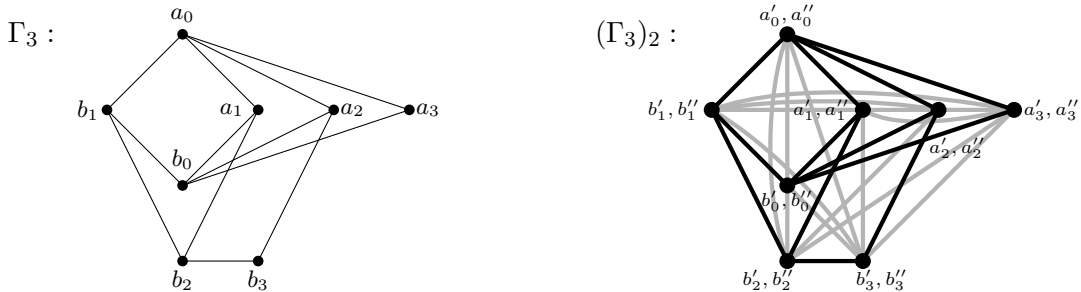 Γ₃ :
a₀
b₁
a₁
a₂
a₃
b₀
b₂
b₃
(Γ₃)₂ :
a′₀, a″₀
b′₁, b″₁
a′₁, a″₁
a′₃, a″₃
a′₂, a″₂
b′₀, b″₀
b′₂, b″₂
b′₃, b″₃